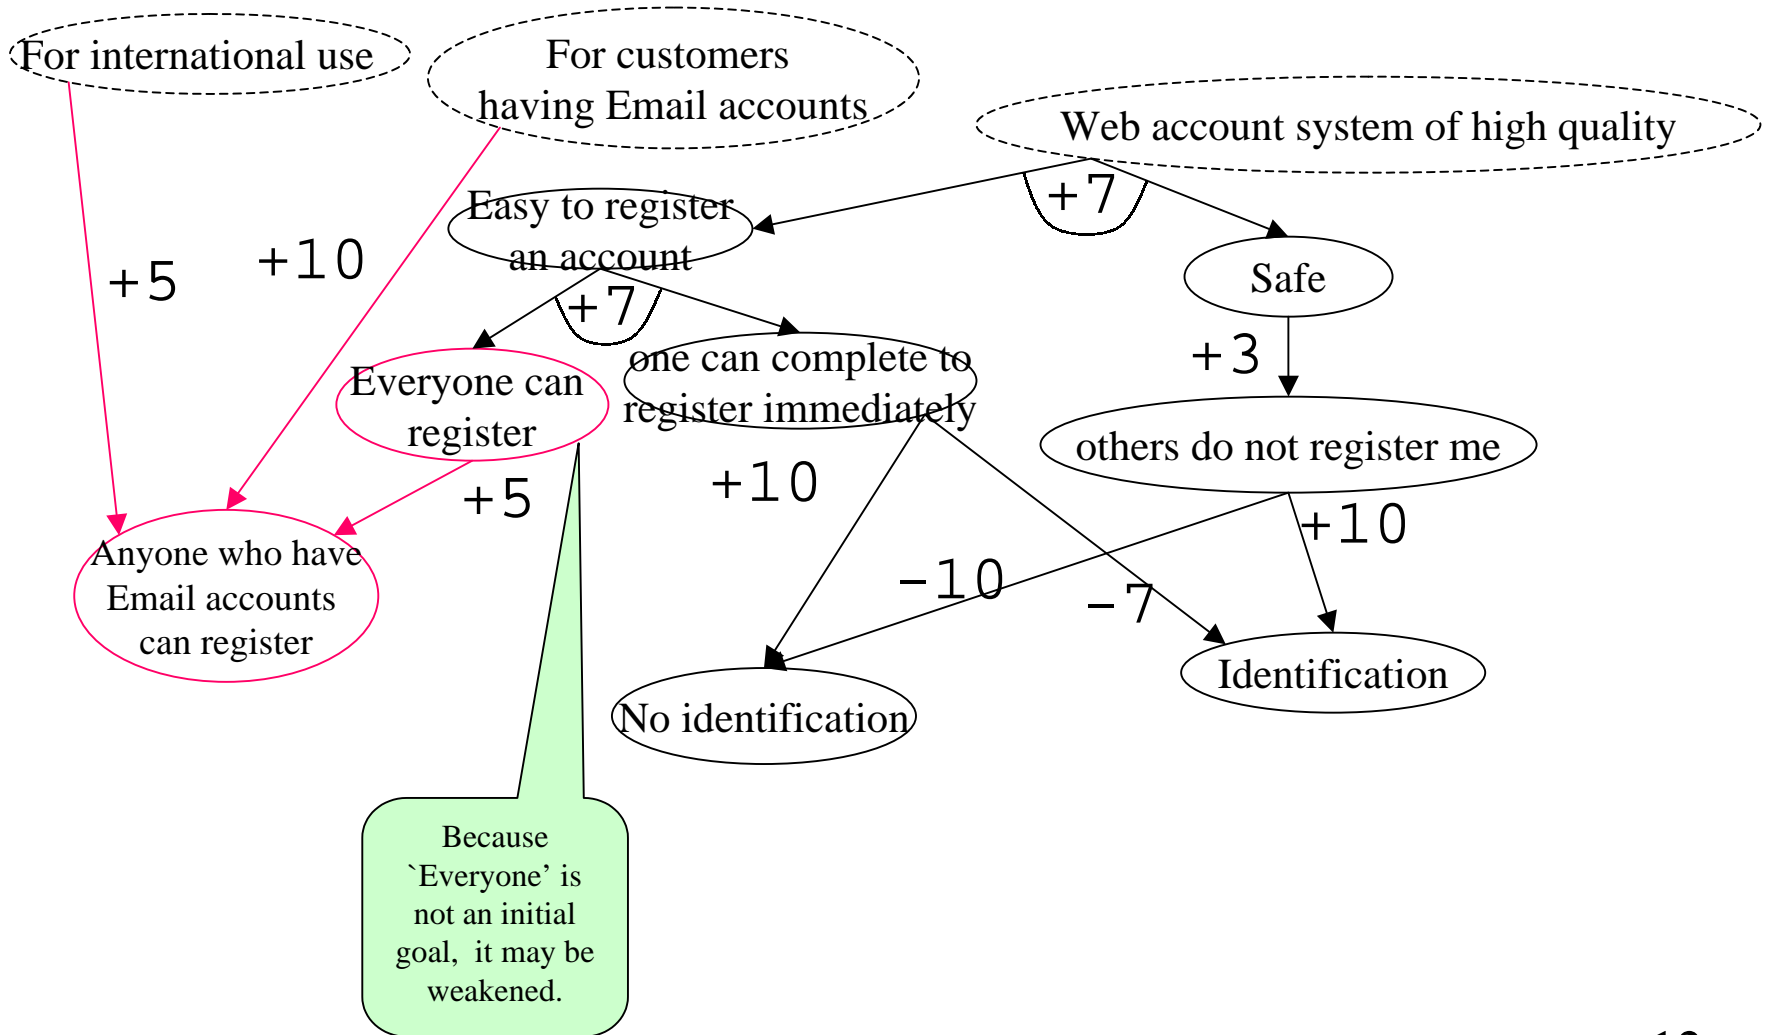 For international use
For customers
having Email accounts
Web account system of high quality
+7
Easy to register
an account
+5
+10
Safe
+7
+3
one can complete to
register immediately
Everyone can
register
others do not register me
+10
+5
+10
Anyone who have
Email accounts
can register
-10
-7
Identification
No identification
Because
`Everyone’ is
not an initial
goal, it may be
weakened.